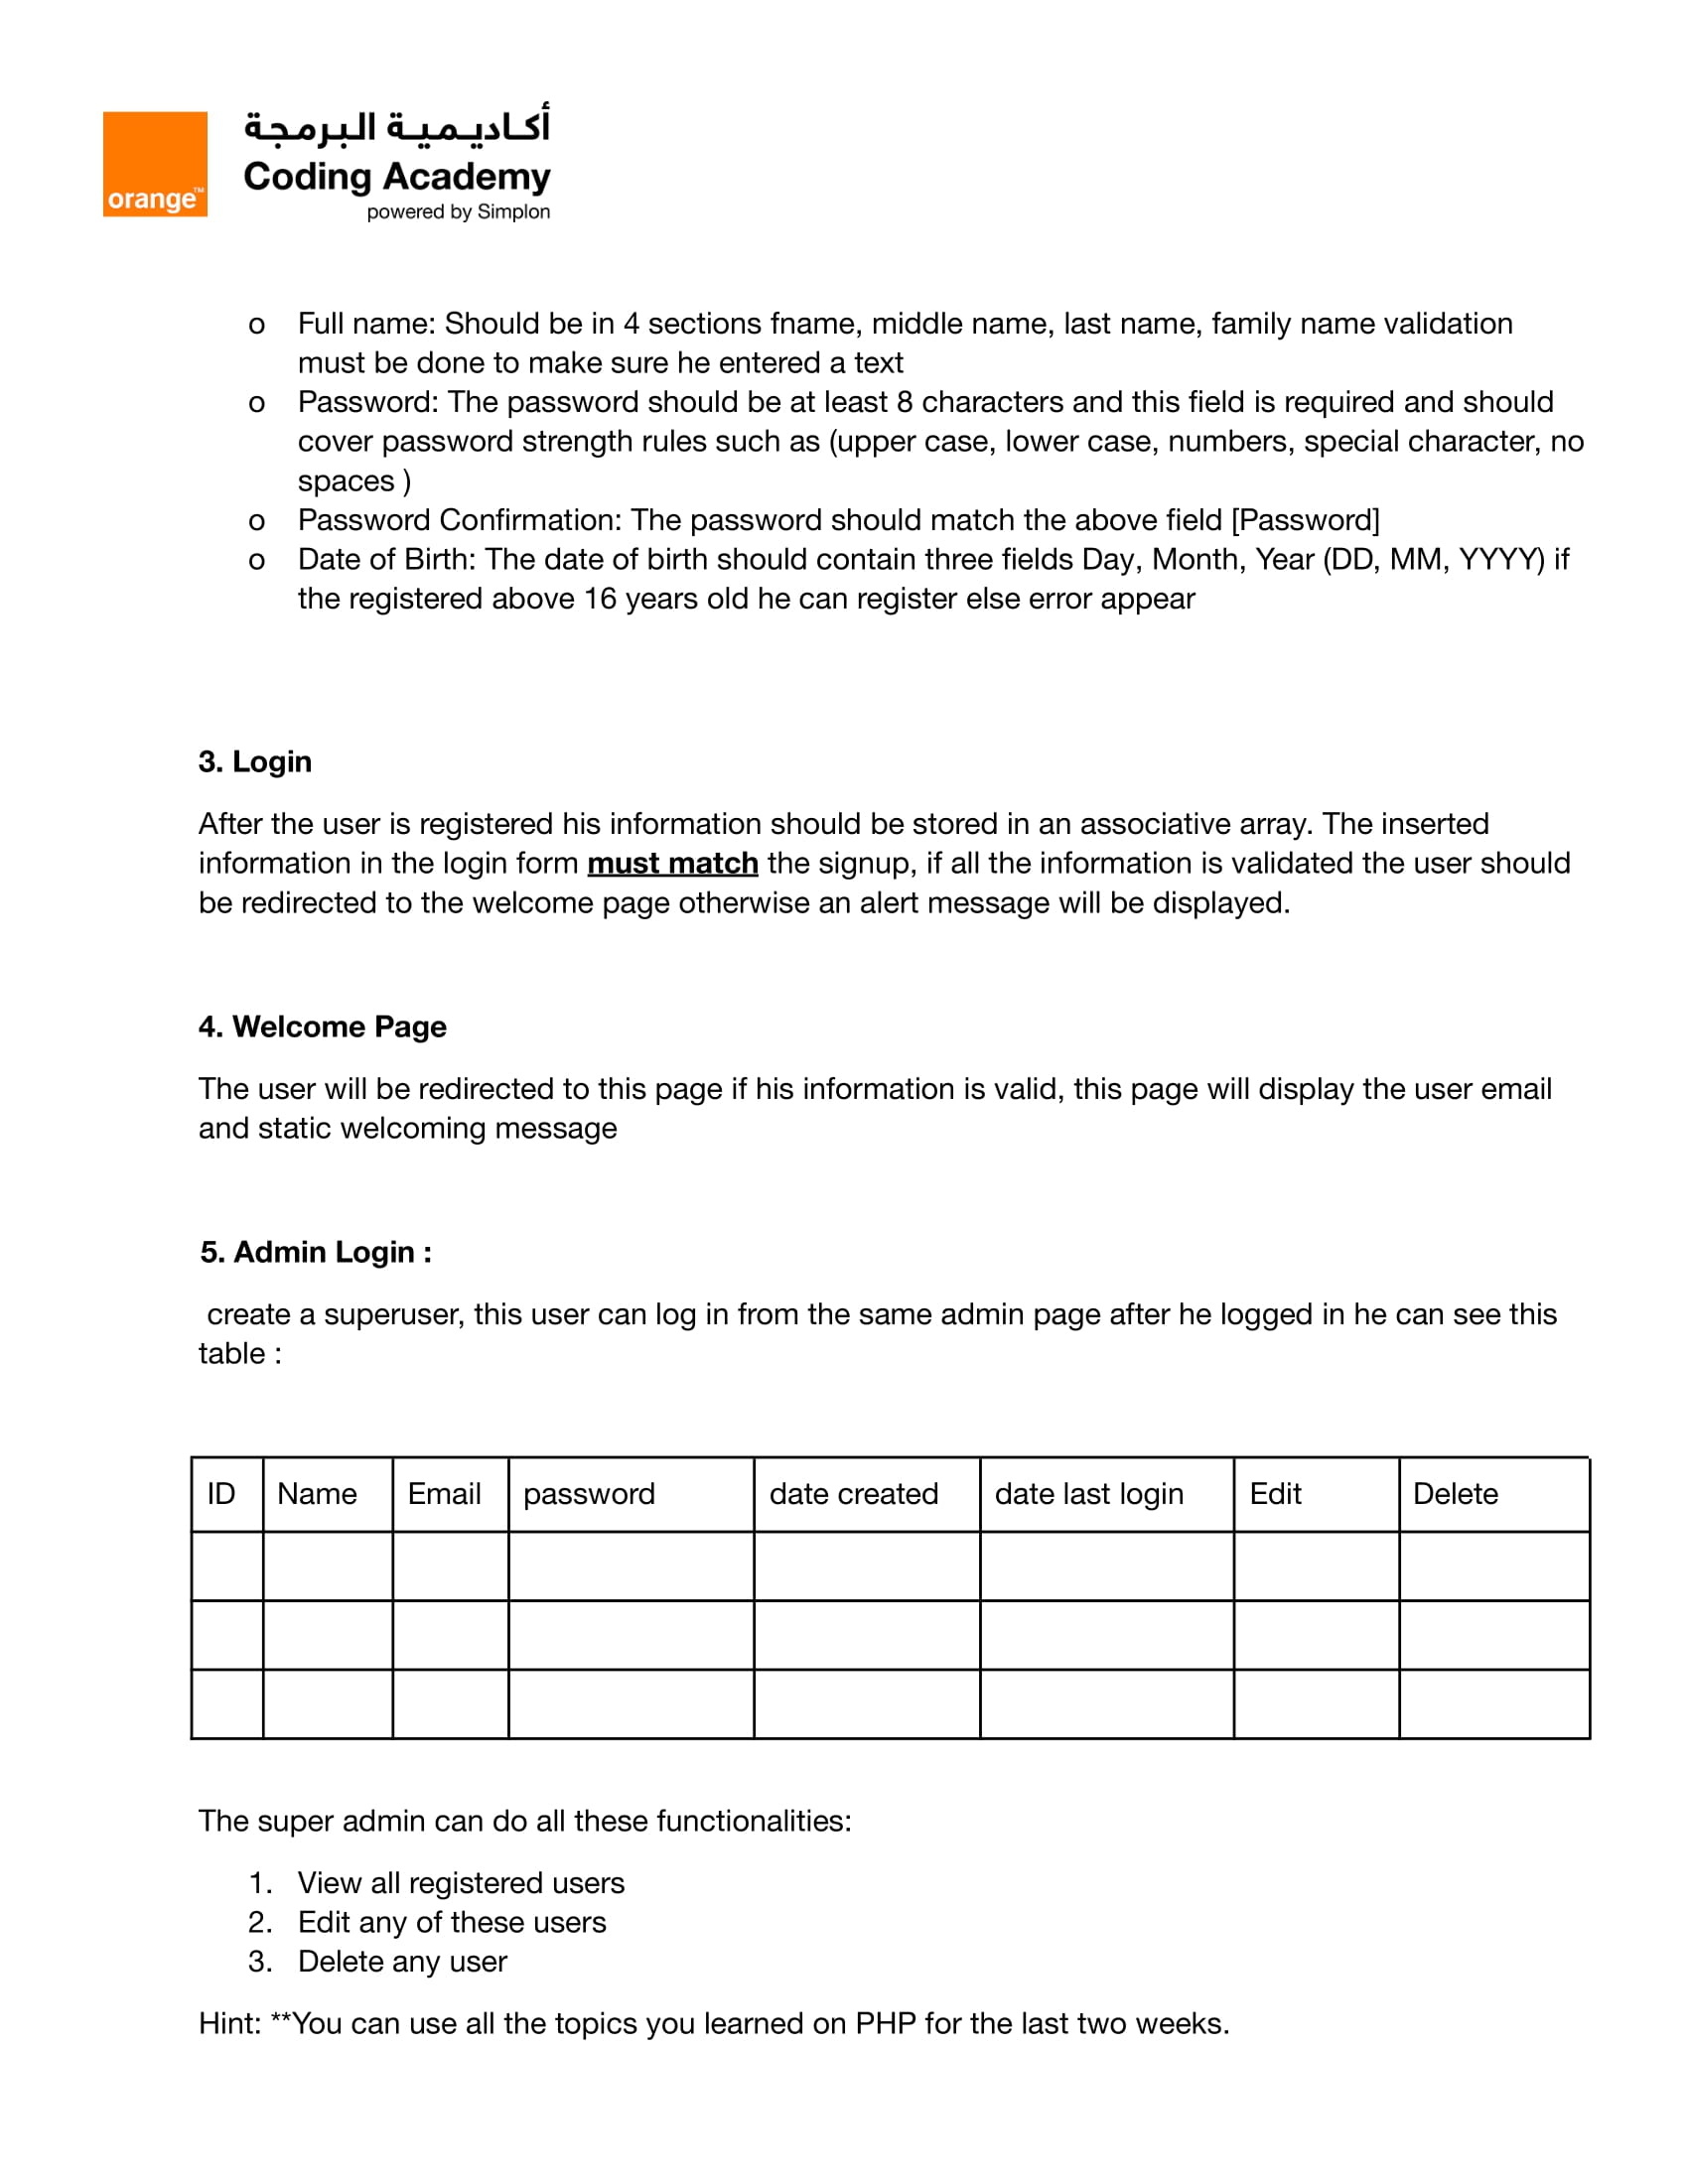 أكاديمية البرمجة
Coding Academy
powered by Simplon
orange™
o Full name: Should be in 4 sections fname, middle name, last name, family name validation
must be done to make sure he entered a text
o Password: The password should be at least 8 characters and this field is required and should
cover password strength rules such as (upper case, lower case, numbers, special character, no
spaces )
o Password Confirmation: The password should match the above field [Password]
o Date of Birth: The date of birth should contain three fields Day, Month, Year (DD, MM, YYYY) if
the registered above 16 years old he can register else error appear
3. Login
After the user is registered his information should be stored in an associative array. The inserted
information in the login form must match the signup, if all the information is validated the user should
be redirected to the welcome page otherwise an alert message will be displayed.
4. Welcome Page
The user will be redirected to this page if his information is valid, this page will display the user email
and static welcoming message
5. Admin Login :
create a superuser, this user can log in from the same admin page after he logged in he can see this
table :
ID Name Email password date created date last login Edit Delete
The super admin can do all these functionalities:
1. View all registered users
2. Edit any of these users
3. Delete any user
Hint: **You can use all the topics you learned on PHP for the last two weeks.